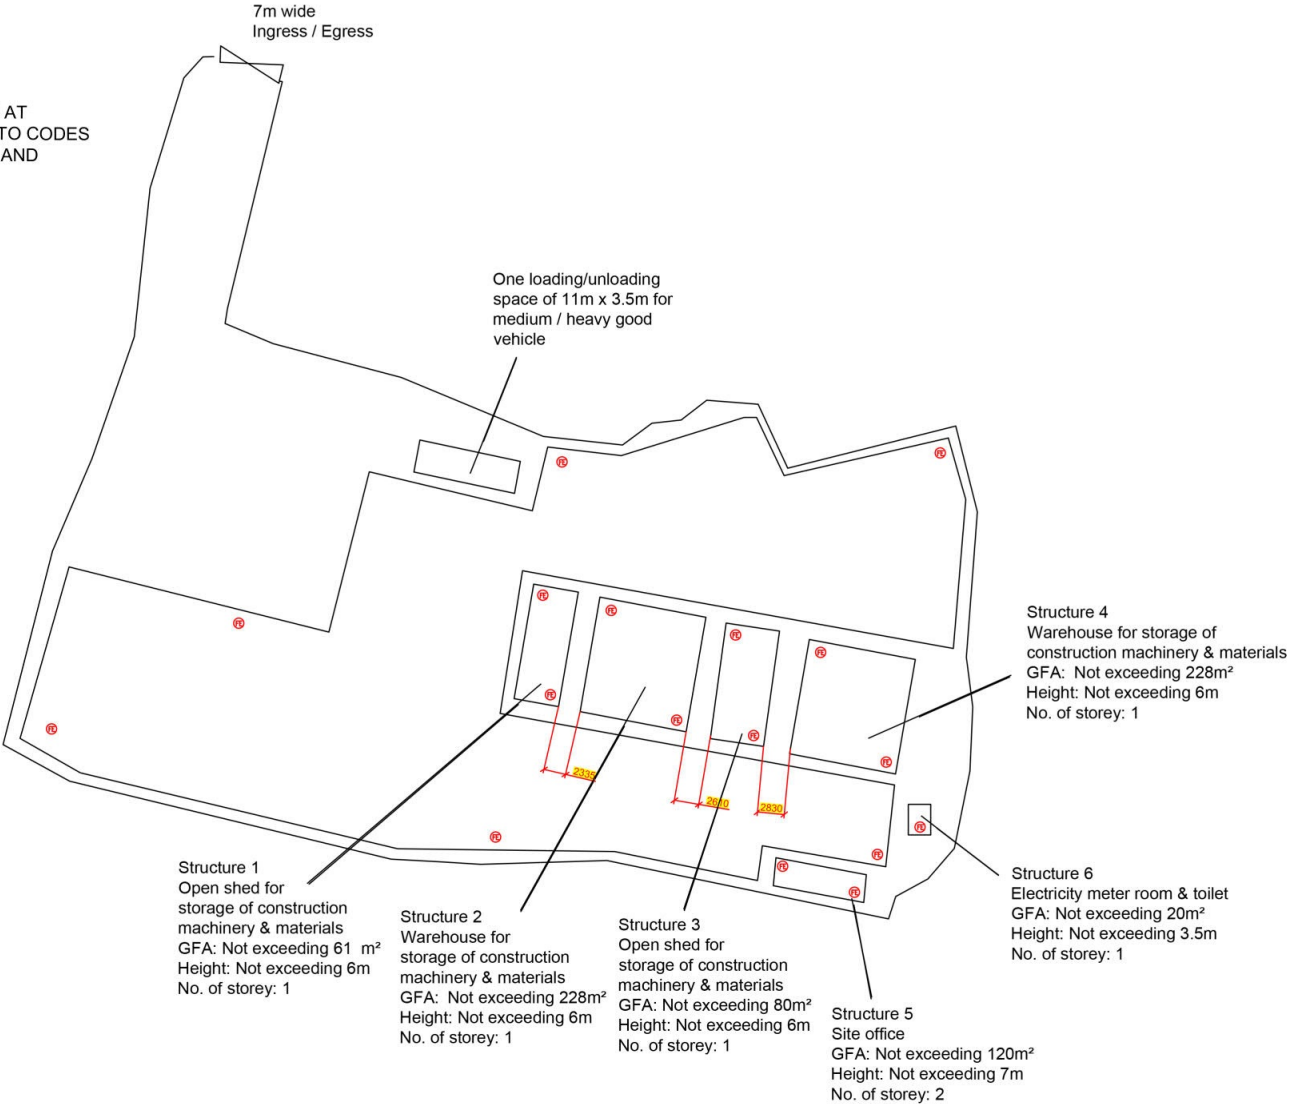 7m wide
Ingress / Egress
AT
TO CODES
AND
One loading/unloading
space of 11m x 3.5m for
medium / heavy good
vehicle
Structure 4
Warehouse for storage of
construction machinery & materials
GFA: Not exceeding 228m²
Height: Not exceeding 6m
No. of storey: 1
2335
2610
2830
Structure 1
Open shed for
storage of construction
machinery & materials
GFA: Not exceeding 61 m²
Height: Not exceeding 6m
No. of storey: 1
Structure 2
Warehouse for
storage of construction
machinery & materials
GFA: Not exceeding 228m²
Height: Not exceeding 6m
No. of storey: 1
Structure 3
Open shed for
storage of construction
machinery & materials
GFA: Not exceeding 80m²
Height: Not exceeding 6m
No. of storey: 1
Structure 6
Electricity meter room & toilet
GFA: Not exceeding 20m²
Height: Not exceeding 3.5m
No. of storey: 1
Structure 5
Site office
GFA: Not exceeding 120m²
Height: Not exceeding 7m
No. of storey: 2